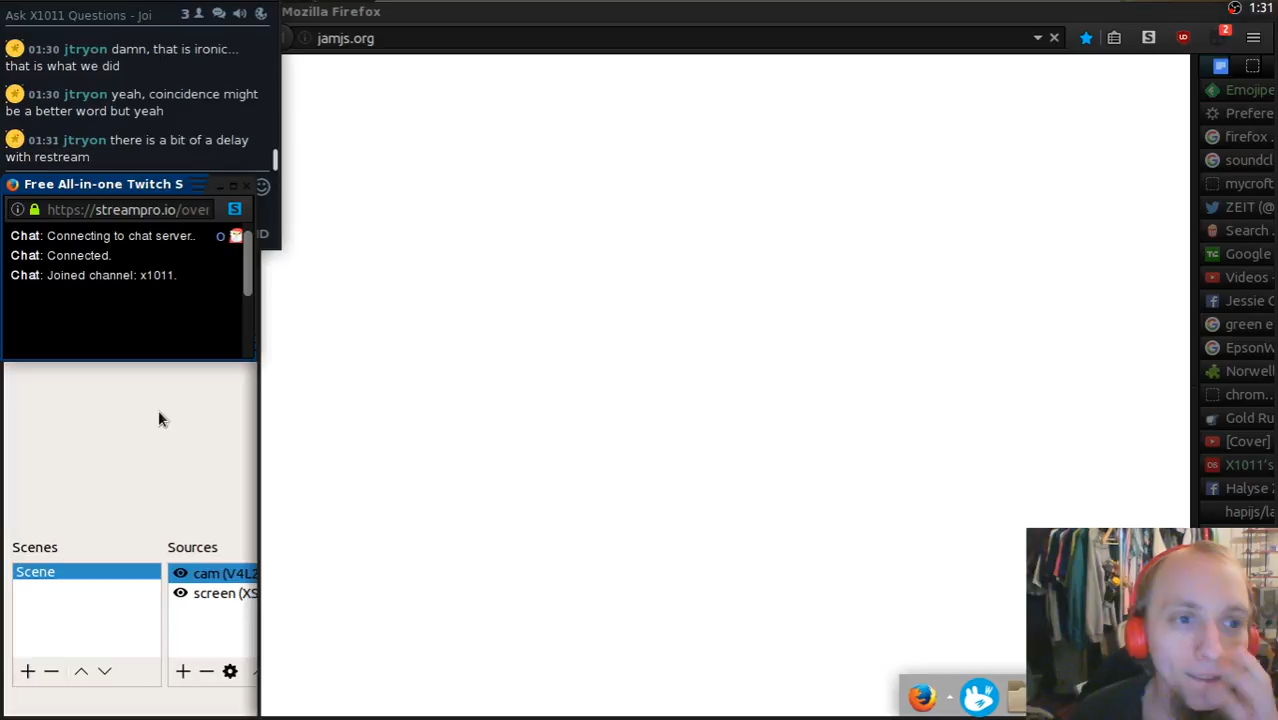 Ask X1011 Questions - Joi
3
Mozilla Firefox
1:31
jamjs.org
2
01:30 jtryon damn, that is ironic...
that is what we did
01:30 jtryon yeah, coincidence might
be a better word but yeah
01:31 jtryon there is a bit of a delay
with restream
Free All-in-one Twitch S
https://streampro.io/over
Chat: Connecting to chat server..
Chat: Connected.
Chat: Joined channel: x1011.
Emojipe
Prefere
firefox
soundcl
mycroft
ZEIT (@
Search
Google
Videos -
Jessie C
green e
EpsonW
Norwell
chrom..
Gold Ru
[Cover]
X1011's
Halyse
hapijs/la
Scenes
Sources
Scene
cam (V4L2
screen (XS